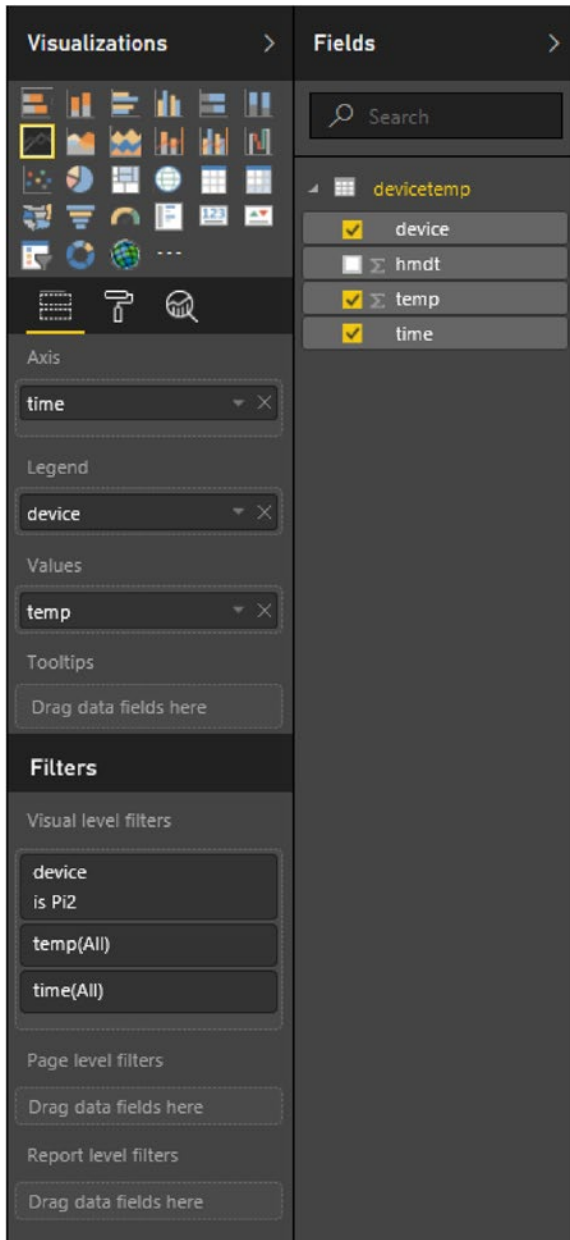 Visualizations
Axis
time
Legend
device
Values
temp
Tooltips
Drag data fields here
Filters
Visual level filters
device
is Pi2
temp(All)
time(All)
Page level filters
Drag data fields here
Report level filters
Drag data fields here
Fields
Search
devicetemp
device
Σ hmdt
Σ temp
time
123